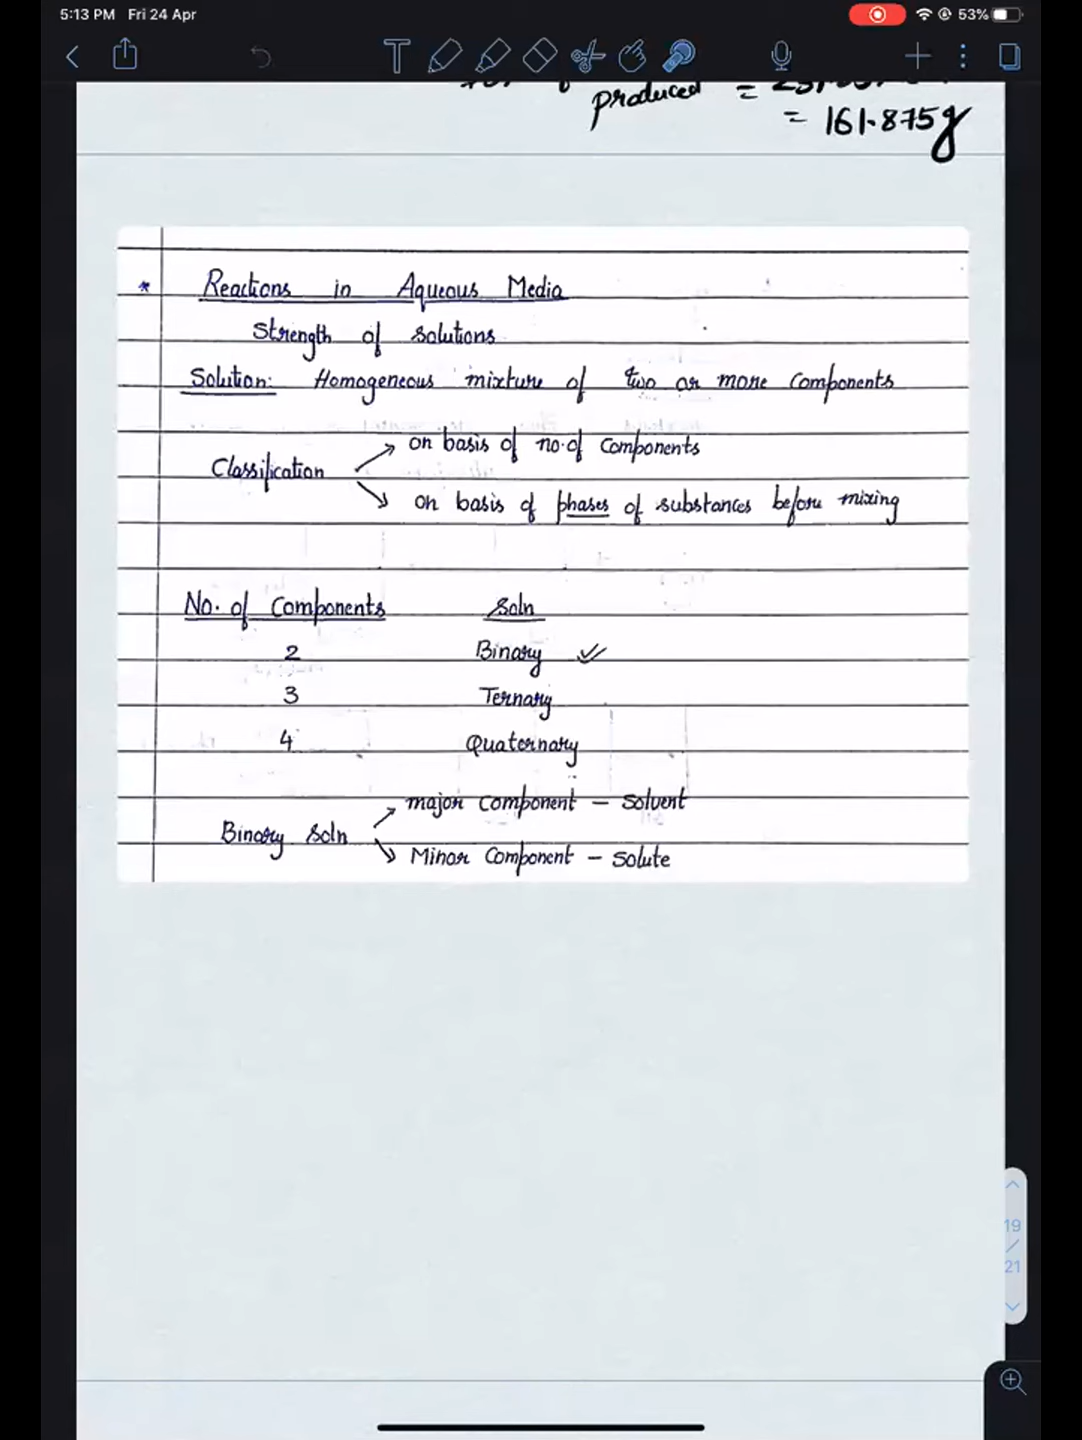 5:13 PM Fri 24 Apr
53%
produced =
= 161.875g
* Reactions in Aqueous Media
Strength of solutions
Solution: Homogeneous mixture of two or more components
Classification
→ on basis of no. of components
→ on basis of phases of substances before mixing
No. of components soln
2 Binary ✓
3 Ternary
4 Quaternary
Binary soln
→ major component – solvent
→ Minor component – solute
19
/
21